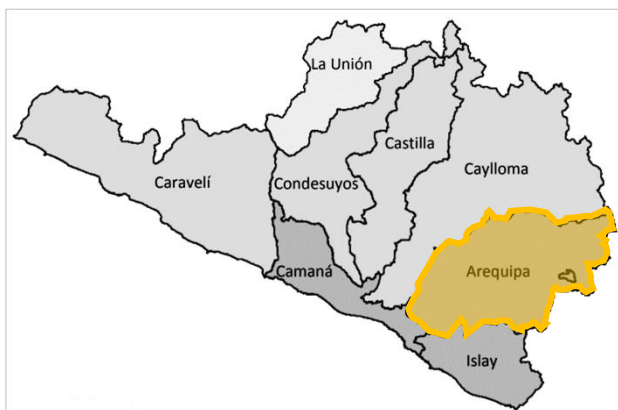 La Unión
Castilla
Caylloma
Caravelí
Condesuyos
Camaná
Arequipa
Islay